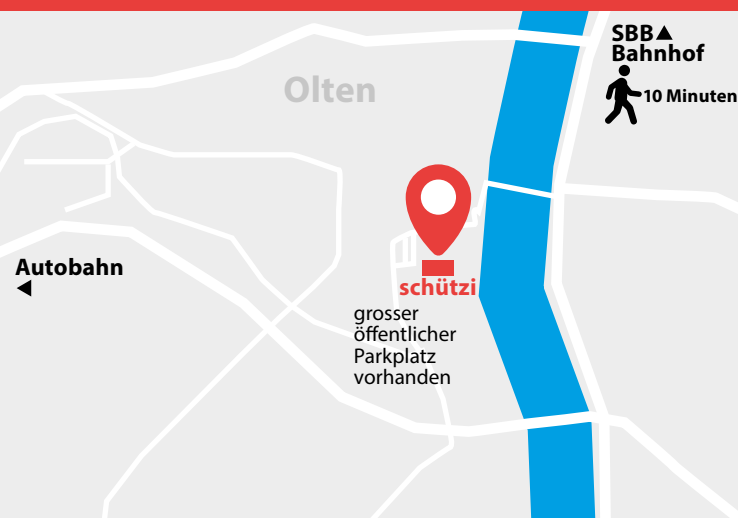 SBB▲
Bahnhof
10 Minuten
Olten
Autobahn
◀
schützi
grosser
öffentlicher
Parkplatz
vorhanden